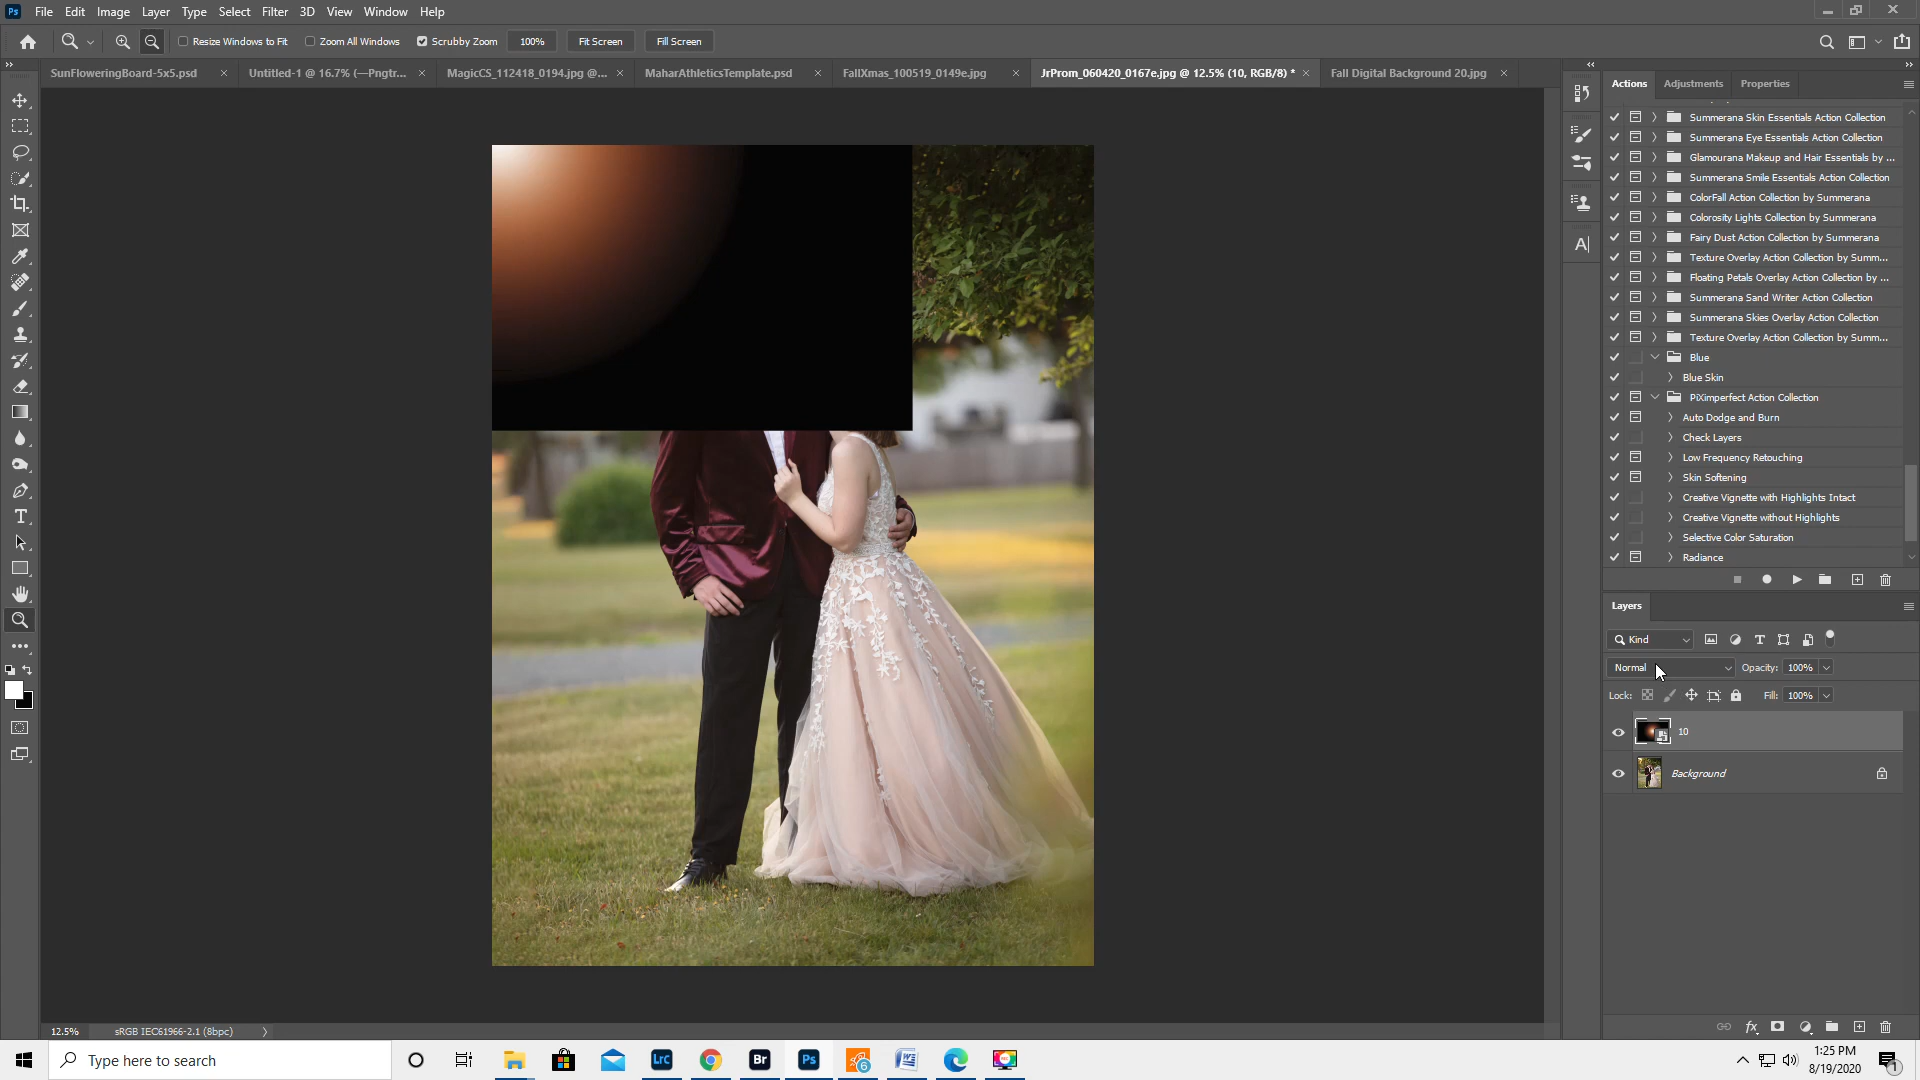 Ps File Edit Image Layer Type Select Filter 3D View Window Help
Resize Windows to Fit Zoom All Windows Scrubby Zoom 100% Fit Screen Fill Screen
SunFloweringBoard-5x5.psd × Untitled-1 @ 16.7% (—Pngtr... × MagicCS_112418_0194.jpg @... × MaharAthleticsTemplate.psd × FallXmas_100519_0149e.jpg × JrProm_060420_0167e.jpg @ 12.5% (10, RGB/8) * × Fall Digital Background 20.jpg ×
Actions Adjustments Properties
Summerana Skin Essentials Action Collection
Summerana Eye Essentials Action Collection
Glamourana Makeup and Hair Essentials by ...
Summerana Smile Essentials Action Collection
ColorFall Action Collection by Summerana
Colorosity Lights Collection by Summerana
Fairy Dust Action Collection by Summerana
Texture Overlay Action Collection by Summ...
Floating Petals Overlay Action Collection by ...
Summerana Sand Writer Action Collection
Summerana Skies Overlay Action Collection
Texture Overlay Action Collection by Summ...
Blue
Blue Skin
PiXimperfect Action Collection
Auto Dodge and Burn
Check Layers
Low Frequency Retouching
Skin Softening
Creative Vignette with Highlights Intact
Creative Vignette without Highlights
Selective Color Saturation
Radiance
Layers
Kind
Normal Opacity: 100%
Lock: Fill: 100%
10
Background
12.5% sRGB IEC61966-2.1 (8bpc)
Type here to search
LrC Br Ps 6
1:25 PM
8/19/2020
1